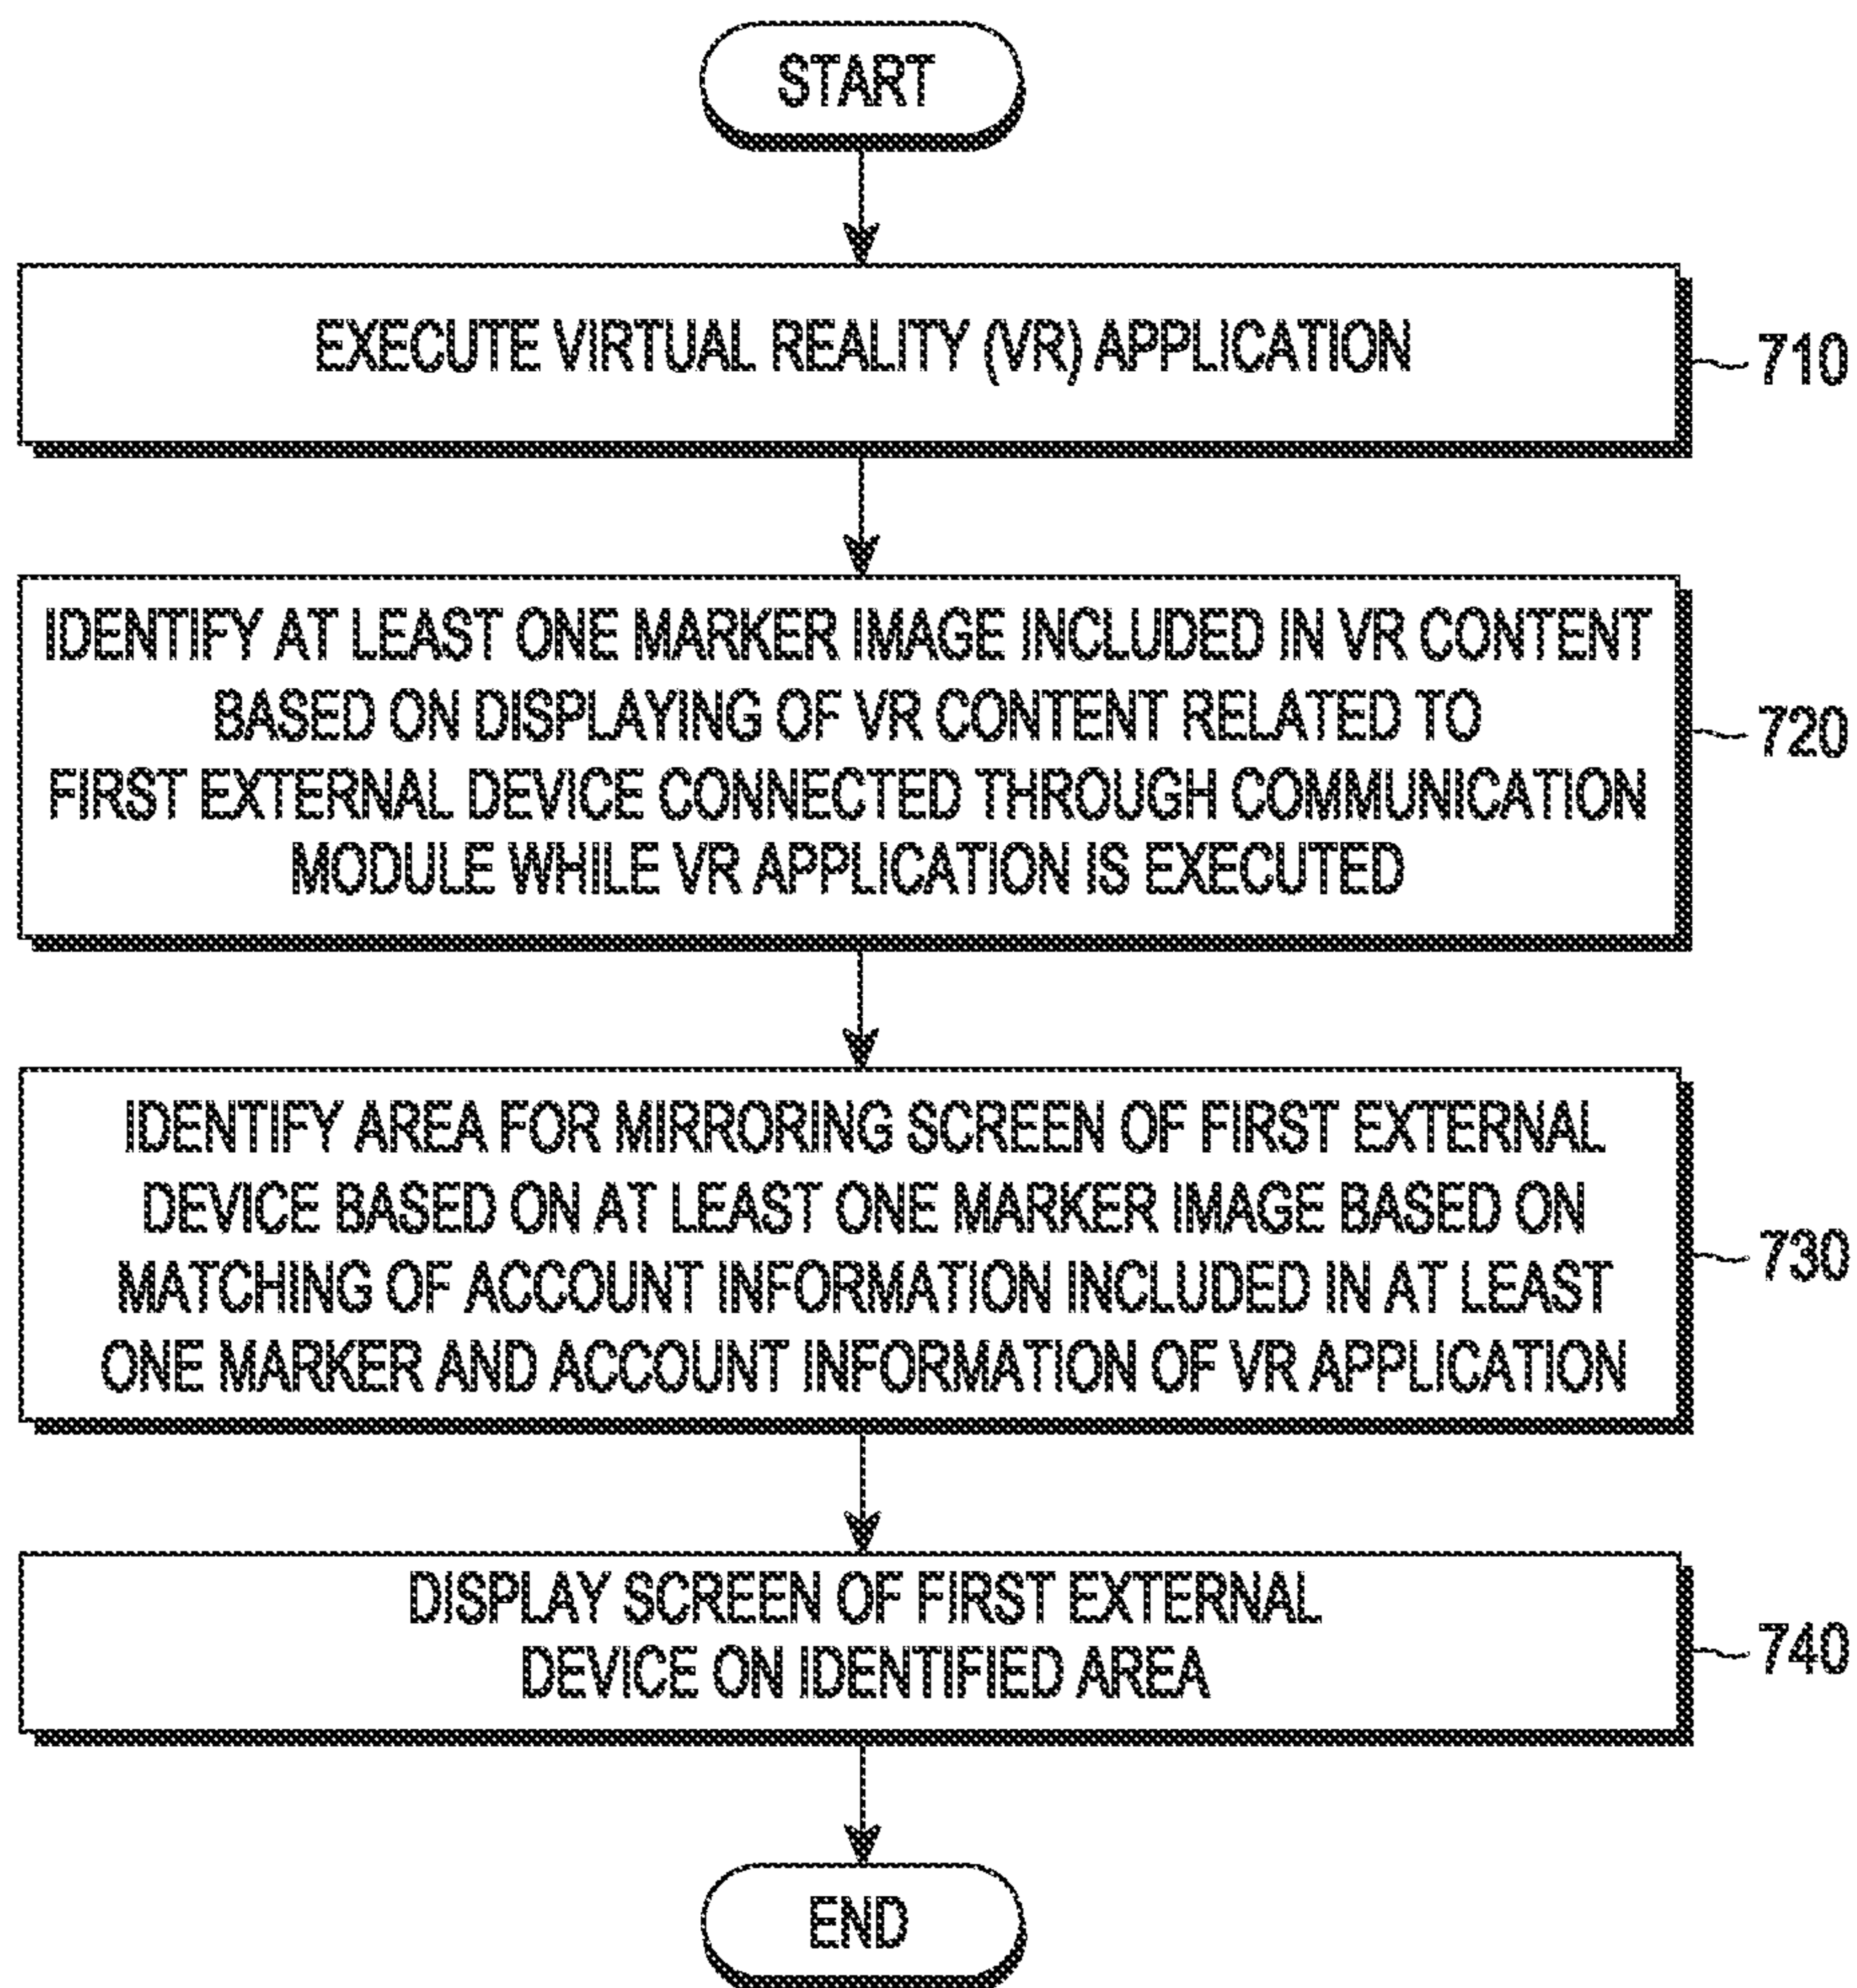 START
EXECUTE VIRTUAL REALITY (VR) APPLICATION
710
IDENTIFY AT LEAST ONE MARKER IMAGE INCLUDED IN VR CONTENT
BASED ON DISPLAYING OF VR CONTENT RELATED TO
FIRST EXTERNAL DEVICE CONNECTED THROUGH COMMUNICATION
MODULE WHILE VR APPLICATION IS EXECUTED
720
IDENTIFY AREA FOR MIRRORING SCREEN OF FIRST EXTERNAL
DEVICE BASED ON AT LEAST ONE MARKER IMAGE BASED ON
MATCHING OF ACCOUNT INFORMATION INCLUDED IN AT LEAST
ONE MARKER AND ACCOUNT INFORMATION OF VR APPLICATION
730
DISPLAY SCREEN OF FIRST EXTERNAL
DEVICE ON IDENTIFIED AREA
740
END